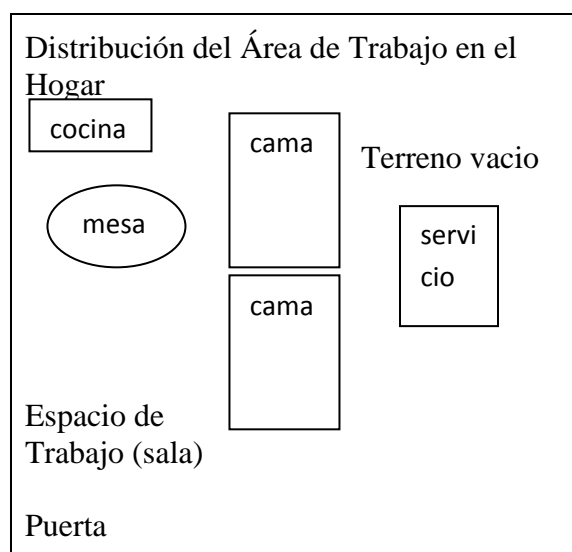 Distribución del Área de Trabajo en el
Hogar
cocina
cama
Terreno vacio
mesa
servi
cio
cama
Espacio de
Trabajo (sala)
Puerta